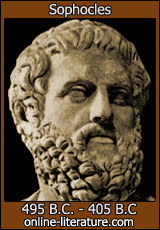 Sophocles
495 B.C. - 405 B.C
online-literature.com